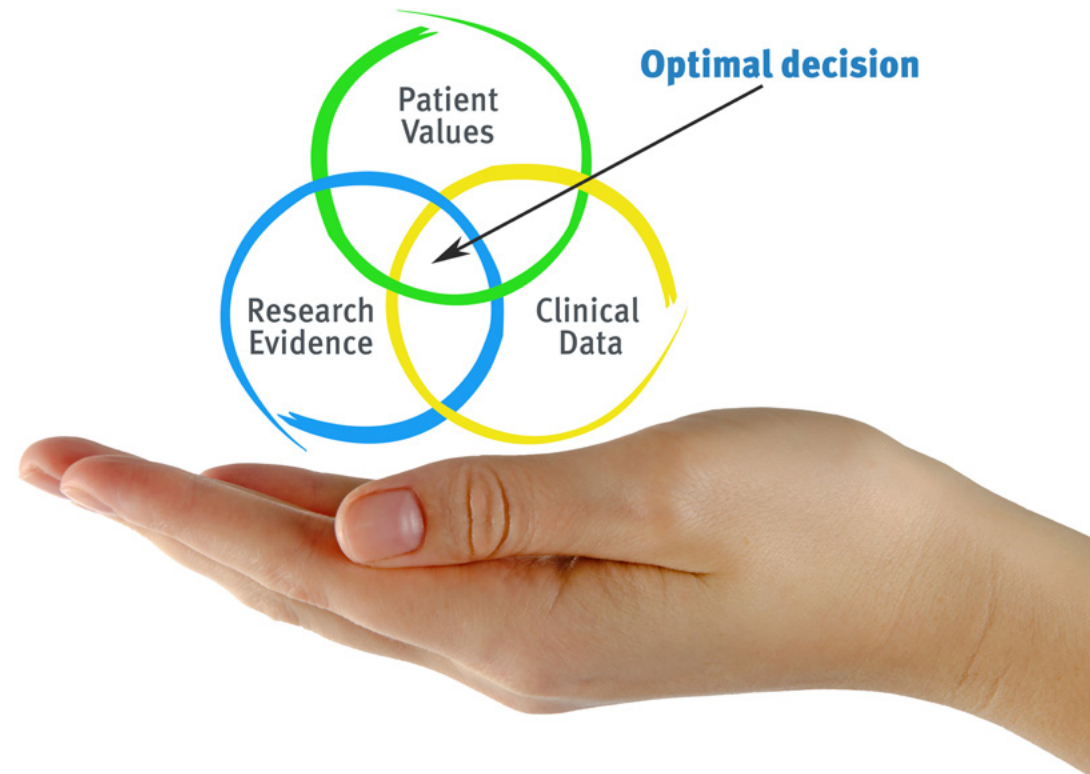 Optimal decision
Patient
Values
Research
Evidence
Clinical
Data